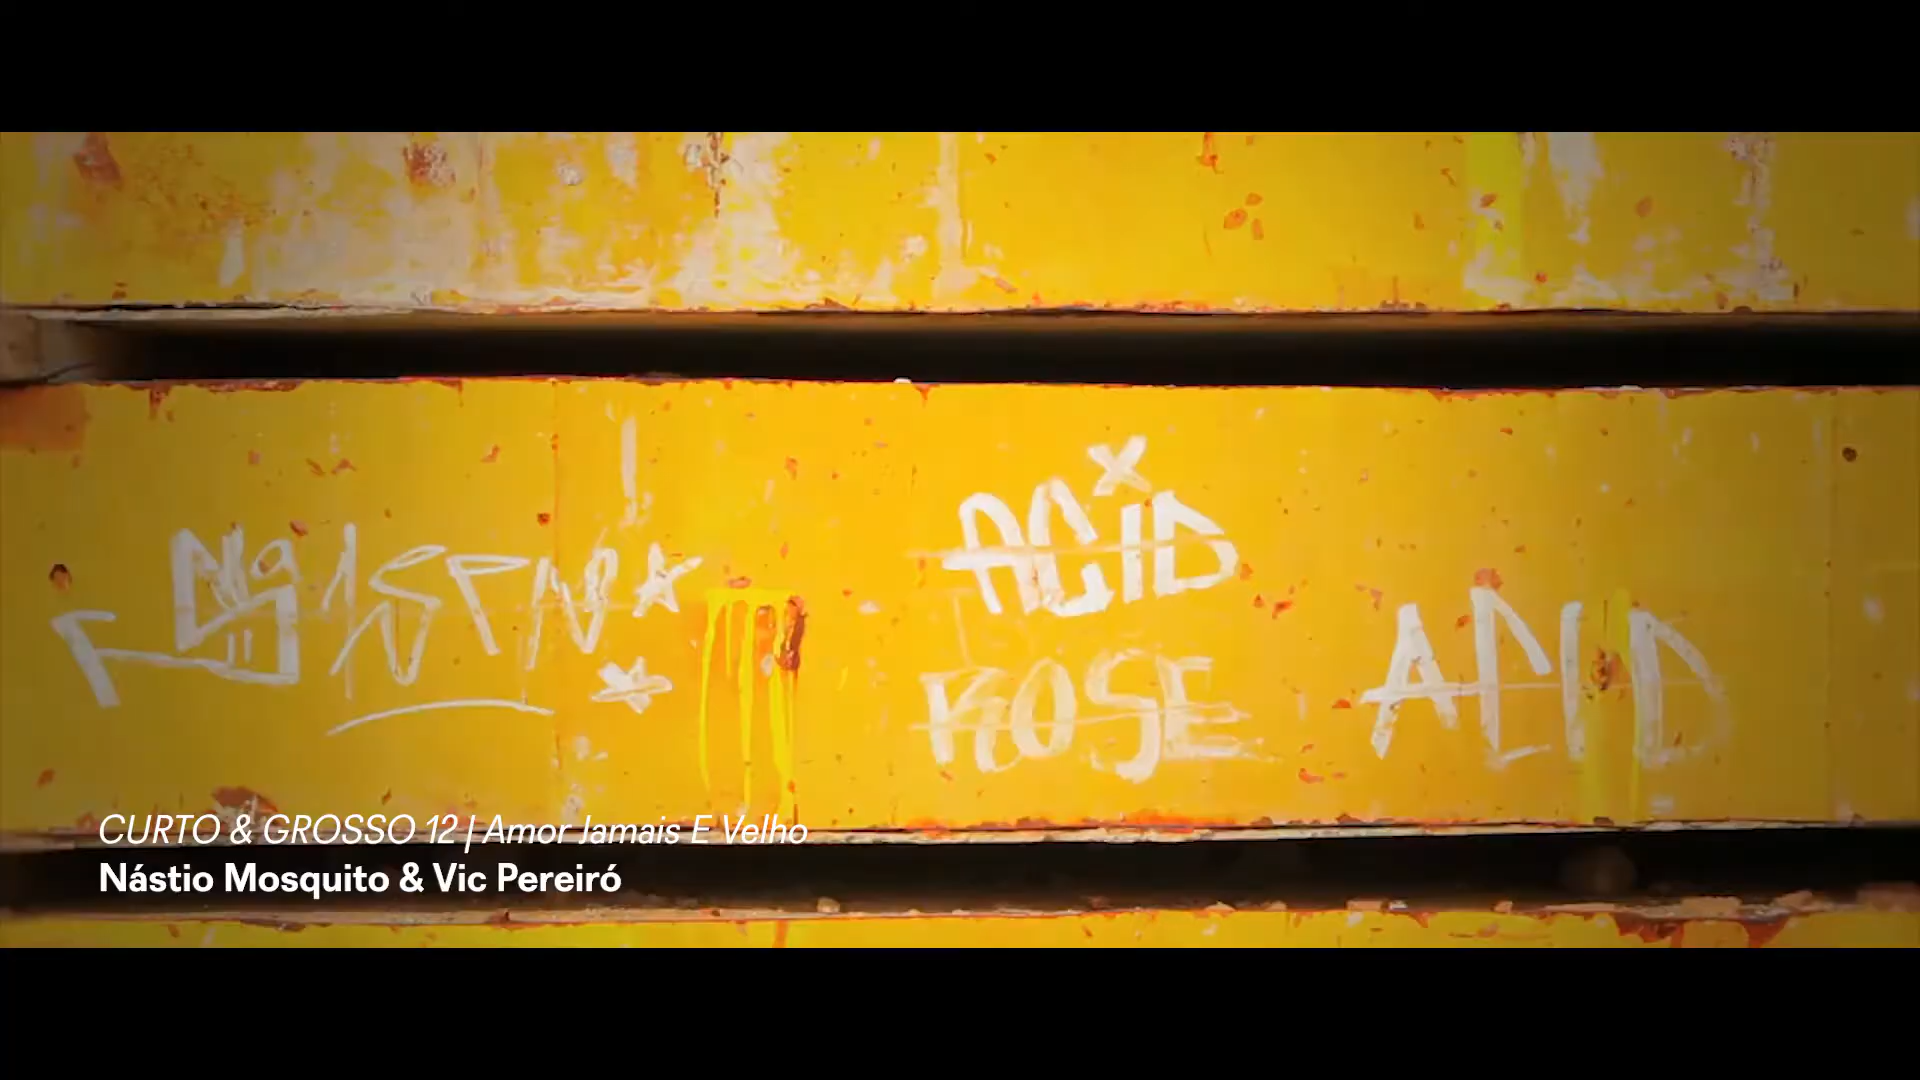 ACID
ROSE
ACID
CURTO & GROSSO 12 | Amor Jamais E Velho
Nástio Mosquito & Vic Pereiró